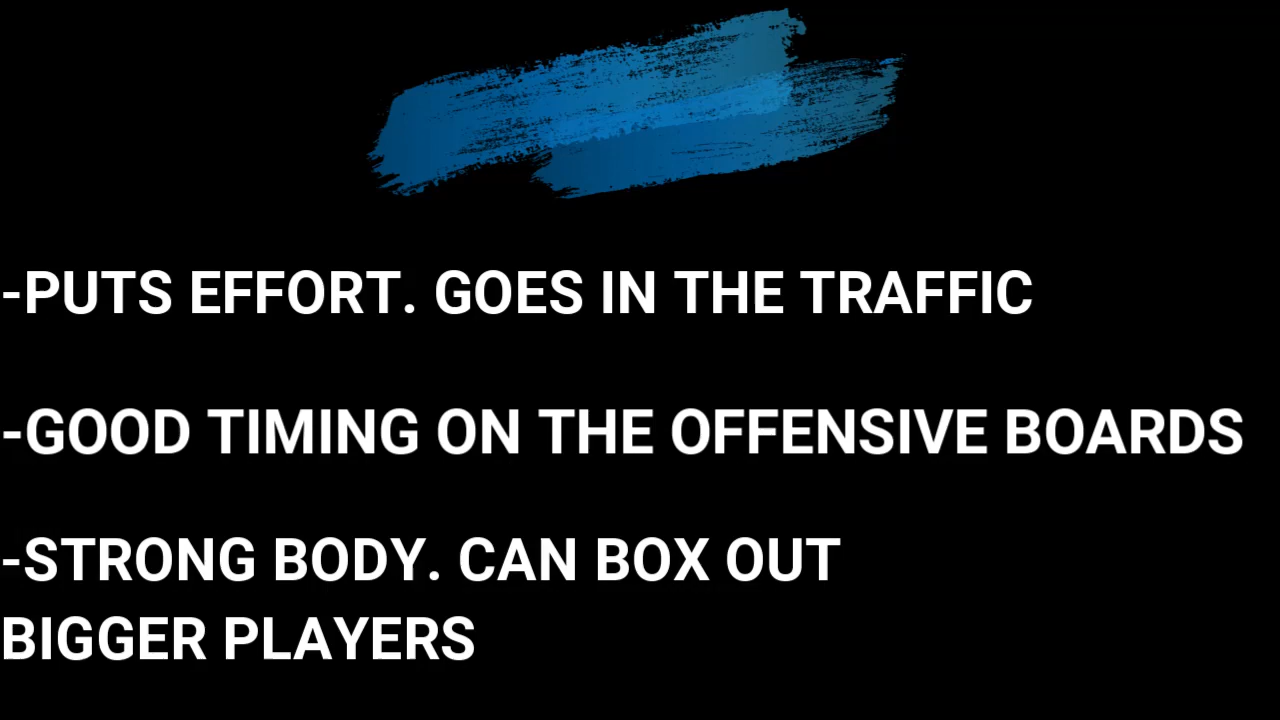 -PUTS EFFORT. GOES IN THE TRAFFIC
-GOOD TIMING ON THE OFFENSIVE BOARDS
-STRONG BODY. CAN BOX OUT
BIGGER PLAYERS